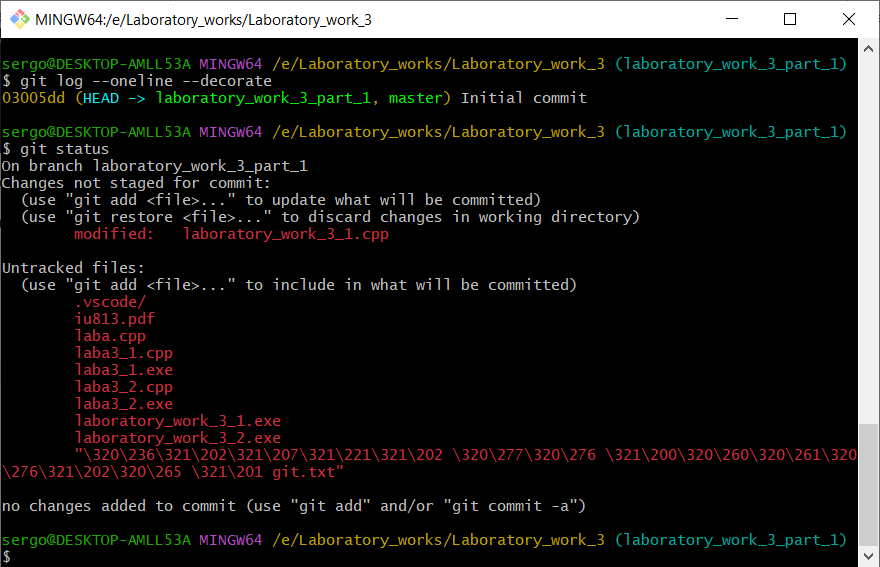 MINGW64:/e/Laboratory_works/Laboratory_work_3
sergo@DESKTOP-AMLL53A MINGW64 /e/Laboratory_works/Laboratory_work_3 (laboratory_work_3_part_1)
$ git log --oneline --decorate
03005dd (HEAD -> laboratory_work_3_part_1, master) Initial commit
sergo@DESKTOP-AMLL53A MINGW64 /e/Laboratory_works/Laboratory_work_3 (laboratory_work_3_part_1)
$ git status
On branch laboratory_work_3_part_1
Changes not staged for commit:
  (use "git add <file>..." to update what will be committed)
  (use "git restore <file>..." to discard changes in working directory)
        modified:   laboratory_work_3_1.cpp
Untracked files:
  (use "git add <file>..." to include in what will be committed)
        .vscode/
        iu813.pdf
        laba.cpp
        laba3_1.cpp
        laba3_1.exe
        laba3_2.cpp
        laba3_2.exe
        laboratory_work_3_1.exe
        laboratory_work_3_2.exe
        "\320\236\321\202\321\207\321\221\321\202 \320\277\320\276 \321\200\320\260\320\261\320
\276\321\202\320\265 \321\201 git.txt"
no changes added to commit (use "git add" and/or "git commit -a")
sergo@DESKTOP-AMLL53A MINGW64 /e/Laboratory_works/Laboratory_work_3 (laboratory_work_3_part_1)
$